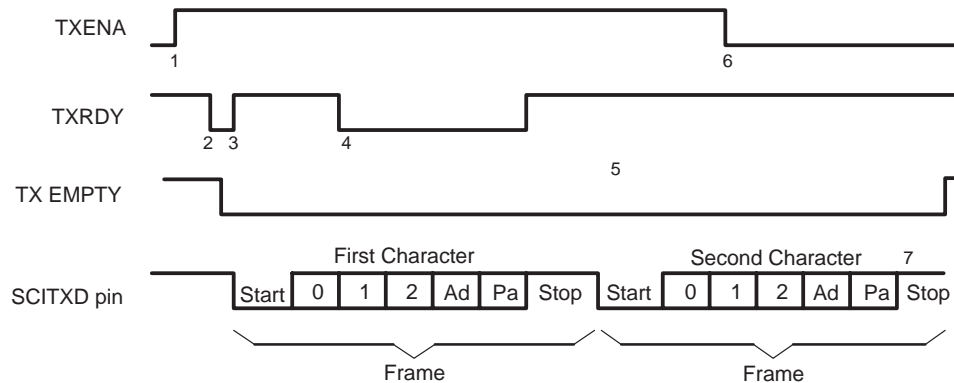 TXENA
1
6
TXRDY
2
3
4
5
TX EMPTY
First Character
Second Character
7
SCITXD pin
Start 0 1 2 Ad Pa Stop Start 0 1 2 Ad Pa Stop
Frame
Frame